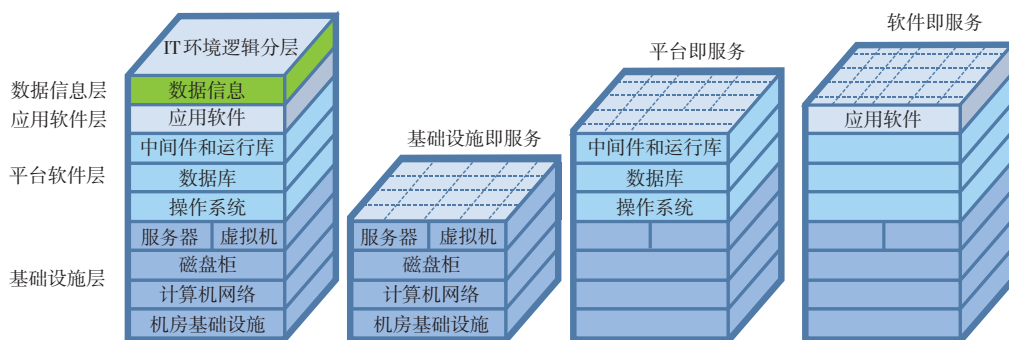 IT环境逻辑分层
数据信息层
数据信息
应用软件层
应用软件
中间件和运行库
平台软件层
数据库
操作系统
服务器
虚拟机
基础设施层
磁盘柜
计算机网络
机房基础设施
基础设施即服务
服务器
虚拟机
磁盘柜
计算机网络
机房基础设施
平台即服务
中间件和运行库
数据库
操作系统
软件即服务
应用软件